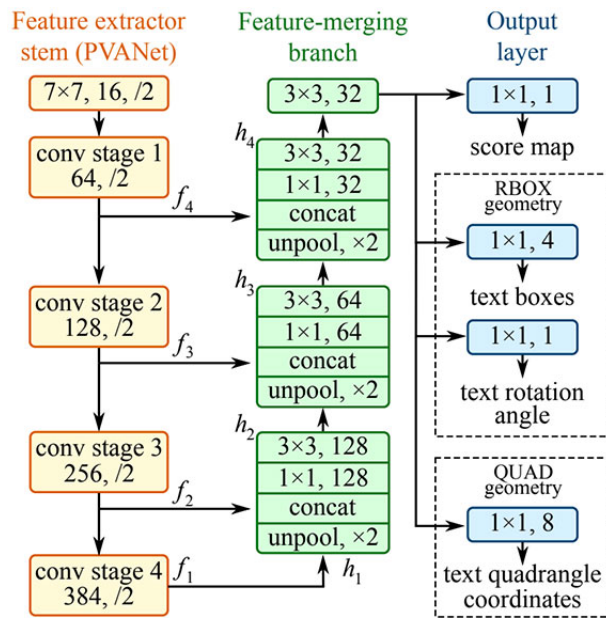 Feature extractor
stem (PVANet)
7×7, 16, /2
conv stage 1
64, /2
f4
conv stage 2
128, /2
f3
conv stage 3
256, /2
f2
conv stage 4
384, /2
f1
Feature-merging
branch
3×3, 32
h4
3×3, 32
1×1, 32
concat
unpool, ×2
h3
3×3, 64
1×1, 64
concat
unpool, ×2
h2
3×3, 128
1×1, 128
concat
unpool, ×2
h1
Output
layer
1×1, 1
score map
RBOX
geometry
1×1, 4
text boxes
1×1, 1
text rotation
angle
QUAD
geometry
1×1, 8
text quadrangle
coordinates